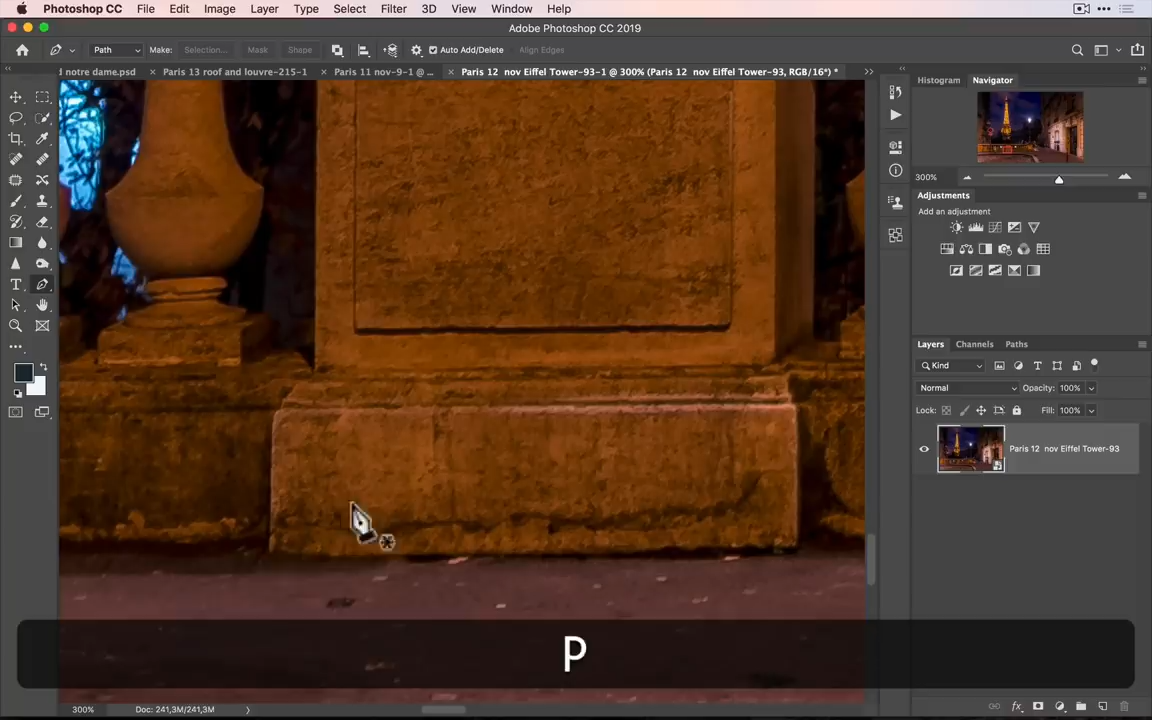 Photoshop CC File Edit Image Layer Type Select Filter 3D View Window Help
Adobe Photoshop CC 2019
Path Make: Selection... Mask Shape Auto Add/Delete Align Edges
d notre dame.psd × Paris 13 roof and louvre-215-1 × Paris 11 nov-9-1 @ ... × Paris 12 nov Eiffel Tower-93-1 @ 300% (Paris 12 nov Eiffel Tower-93, RGB/16*) *
Histogram Navigator
300%
Adjustments
Add an adjustment
Layers Channels Paths
Kind
Normal Opacity: 100%
Lock: Fill: 100%
Paris 12 nov Eiffel Tower-93
P
300% Doc: 241,3M/241,3M